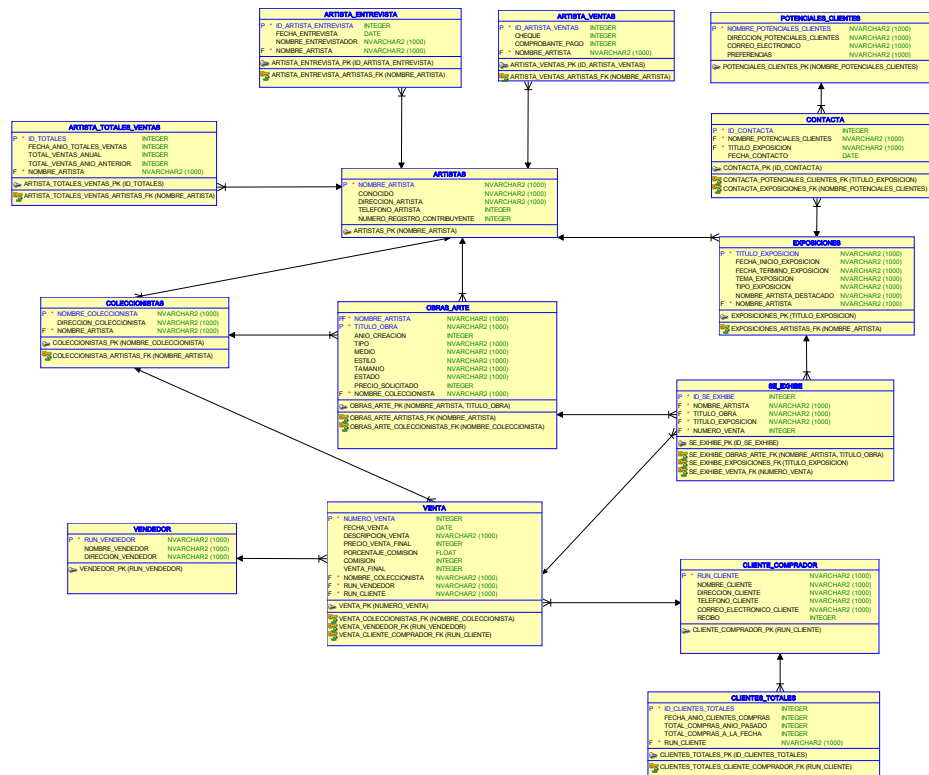 ARTISTA_ENTREVISTA
P * ID_ARTISTA_ENTREVISTA INTEGER
FECHA_ENTREVISTA DATE
NOMBRE_ENTREVISTADOR NVARCHAR2 (1000)
F * NOMBRE_ARTISTA NVARCHAR2 (1000)
ARTISTA_ENTREVISTA_PK (ID_ARTISTA_ENTREVISTA)
ARTISTA_ENTREVISTA_ARTISTAS_FK (NOMBRE_ARTISTA)
ARTISTA_VENTAS
P * ID_ARTISTA_VENTAS INTEGER
CHEQUE INTEGER
COMPROBANTE_PAGO INTEGER
F * NOMBRE_ARTISTA NVARCHAR2 (1000)
ARTISTA_VENTAS_PK (ID_ARTISTA_VENTAS)
ARTISTA_VENTAS_ARTISTAS_FK (NOMBRE_ARTISTA)
POTENCIALES_CLIENTES
P * NOMBRE_POTENCIALES_CLIENTES NVARCHAR2 (1000)
DIRECCION_POTENCIALES_CLIENTES NVARCHAR2 (1000)
CORREO_ELECTRONICO NVARCHAR2 (1000)
PREFERENCIAS NVARCHAR2 (1000)
POTENCIALES_CLIENTES_PK (NOMBRE_POTENCIALES_CLIENTES)
ARTISTA_TOTALES_VENTAS
P * ID_TOTALES INTEGER
FECHA_ANIO_TOTALES_VENTAS INTEGER
TOTAL_VENTAS_ANUAL INTEGER
TOTAL_VENTAS_ANIO_ANTERIOR INTEGER
F * NOMBRE_ARTISTA NVARCHAR2 (1000)
ARTISTA_TOTALES_VENTAS_PK (ID_TOTALES)
ARTISTA_TOTALES_VENTAS_ARTISTAS_FK (NOMBRE_ARTISTA)
CONTACTA
P * ID_CONTACTA INTEGER
F * NOMBRE_POTENCIALES_CLIENTES NVARCHAR2 (1000)
F * TITULO_EXPOSICION NVARCHAR2 (1000)
FECHA_CONTACTO DATE
CONTACTA_PK (ID_CONTACTA)
CONTACTA_POTENCIALES_CLIENTES_FK (TITULO_EXPOSICION)
CONTACTA_EXPOSICIONES_FK (NOMBRE_POTENCIALES_CLIENTES)
ARTISTAS
P * NOMBRE_ARTISTA NVARCHAR2 (1000)
CONOCIDO NVARCHAR2 (1000)
DIRECCION_ARTISTA NVARCHAR2 (1000)
TELEFONO_ARTISTA INTEGER
NUMERO_REGISTRO_CONTRIBUYENTE INTEGER
ARTISTAS_PK (NOMBRE_ARTISTA)
EXPOSICIONES
P * TITULO_EXPOSICION NVARCHAR2 (1000)
FECHA_INICIO_EXPOSICION NVARCHAR2 (1000)
FECHA_TERMINO_EXPOSICION NVARCHAR2 (1000)
TEMA_EXPOSICION NVARCHAR2 (1000)
TIPO_EXPOSICION NVARCHAR2 (1000)
NOMBRE_ARTISTA_DESTACADO NVARCHAR2 (1000)
F * NOMBRE_ARTISTA NVARCHAR2 (1000)
EXPOSICIONES_PK (TITULO_EXPOSICION)
EXPOSICIONES_ARTISTAS_FK (NOMBRE_ARTISTA)
COLECCIONISTAS
P * NOMBRE_COLECCIONISTA NVARCHAR2 (1000)
DIRECCION_COLECCIONISTA NVARCHAR2 (1000)
F * NOMBRE_ARTISTA NVARCHAR2 (1000)
COLECCIONISTAS_PK (NOMBRE_COLECCIONISTA)
COLECCIONISTAS_ARTISTAS_FK (NOMBRE_ARTISTA)
OBRAS_ARTE
PF * NOMBRE_ARTISTA NVARCHAR2 (1000)
P * TITULO_OBRA NVARCHAR2 (1000)
ANIO_CREACION INTEGER
TIPO NVARCHAR2 (1000)
MEDIO NVARCHAR2 (1000)
ESTILO NVARCHAR2 (1000)
TAMANIO NVARCHAR2 (1000)
ESTADO NVARCHAR2 (1000)
PRECIO_SOLICITADO INTEGER
F * NOMBRE_COLECCIONISTA NVARCHAR2 (1000)
OBRAS_ARTE_PK (NOMBRE_ARTISTA, TITULO_OBRA)
OBRAS_ARTE_ARTISTAS_FK (NOMBRE_ARTISTA)
OBRAS_ARTE_COLECCIONISTAS_FK (NOMBRE_COLECCIONISTA)
SE_EXHIBE
P * ID_SE_EXHIBE INTEGER
F * NOMBRE_ARTISTA NVARCHAR2 (1000)
F * TITULO_OBRA NVARCHAR2 (1000)
F * TITULO_EXPOSICION NVARCHAR2 (1000)
F * NUMERO_VENTA INTEGER
SE_EXHIBE_PK (ID_SE_EXHIBE)
SE_EXHIBE_OBRAS_ARTE_FK (NOMBRE_ARTISTA, TITULO_OBRA)
SE_EXHIBE_EXPOSICIONES_FK (TITULO_EXPOSICION)
SE_EXHIBE_VENTA_FK (NUMERO_VENTA)
VENTA
P * NUMERO_VENTA INTEGER
FECHA_VENTA DATE
DESCRIPCION_VENTA NVARCHAR2 (1000)
PRECIO_VENTA_FINAL INTEGER
PORCENTAJE_COMISION FLOAT
COMISION INTEGER
VENTA_FINAL INTEGER
F * NOMBRE_COLECCIONISTA NVARCHAR2 (1000)
F * RUN_VENDEDOR NVARCHAR2 (1000)
F * RUN_CLIENTE NVARCHAR2 (1000)
VENTA_PK (NUMERO_VENTA)
VENTA_COLECCIONISTAS_FK (NOMBRE_COLECCIONISTA)
VENTA_VENDEDOR_FK (RUN_VENDEDOR)
VENTA_CLIENTE_COMPRADOR_FK (RUN_CLIENTE)
VENDEDOR
P * RUN_VENDEDOR NVARCHAR2 (1000)
NOMBRE_VENDEDOR NVARCHAR2 (1000)
DIRECCION_VENDEDOR NVARCHAR2 (1000)
VENDEDOR_PK (RUN_VENDEDOR)
CLIENTE_COMPRADOR
P * RUN_CLIENTE NVARCHAR2 (1000)
NOMBRE_CLIENTE NVARCHAR2 (1000)
DIRECCION_CLIENTE NVARCHAR2 (1000)
TELEFONO_CLIENTE INTEGER
CORREO_ELECTRONICO_CLIENTE NVARCHAR2 (1000)
RECIBO INTEGER
CLIENTE_COMPRADOR_PK (RUN_CLIENTE)
CLIENTES_TOTALES
P * ID_CLIENTES_TOTALES INTEGER
FECHA_ANIO_CLIENTES_COMPRAS INTEGER
TOTAL_COMPRAS_ANIO_PASADO INTEGER
TOTAL_COMPRAS_A_LA_FECHA INTEGER
F * RUN_CLIENTE NVARCHAR2 (1000)
CLIENTES_TOTALES_PK (ID_CLIENTES_TOTALES)
CLIENTES_TOTALES_CLIENTE_COMPRADOR_FK (RUN_CLIENTE)